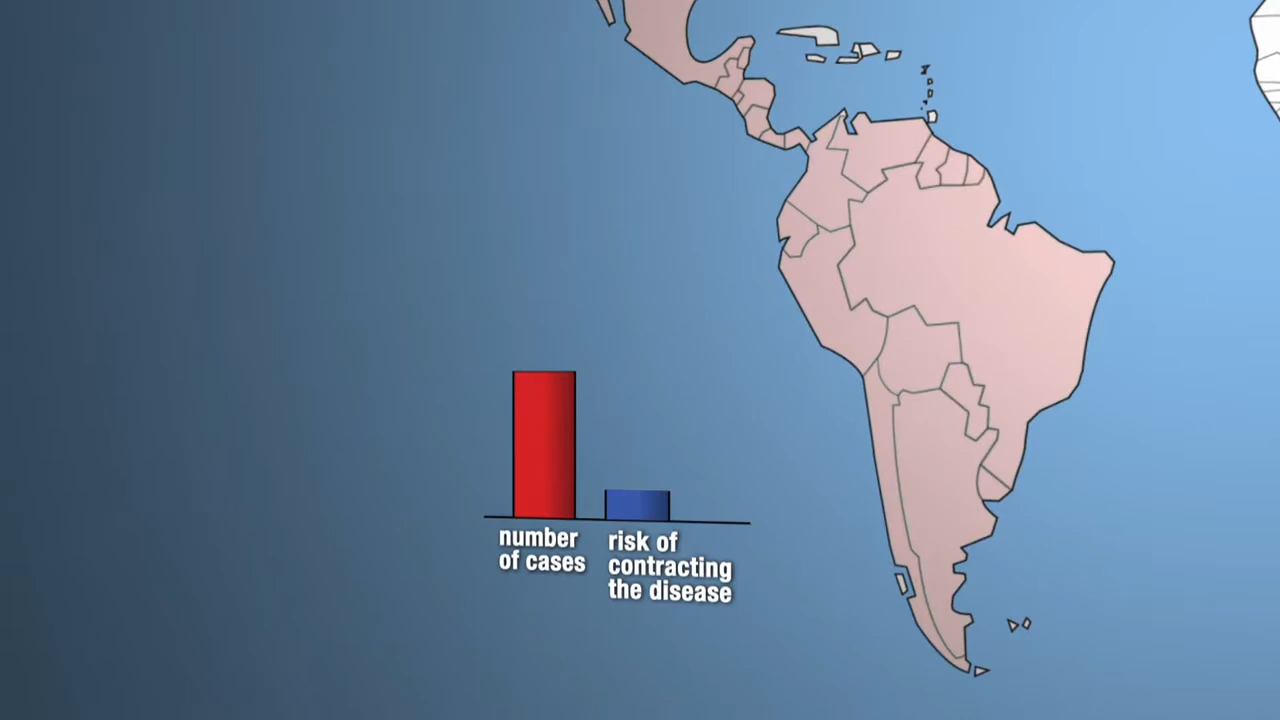 number
of cases
risk of
contracting
the disease